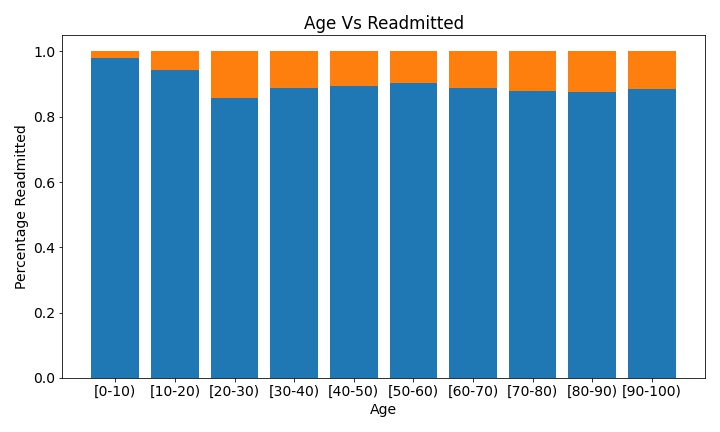 Age Vs Readmitted
Percentage Readmitted
1.0
0.8
0.6
0.4
0.2
0.0
[0-10) [10-20) [20-30) [30-40) [40-50) [50-60) [60-70) [70-80) [80-90) [90-100)
Age